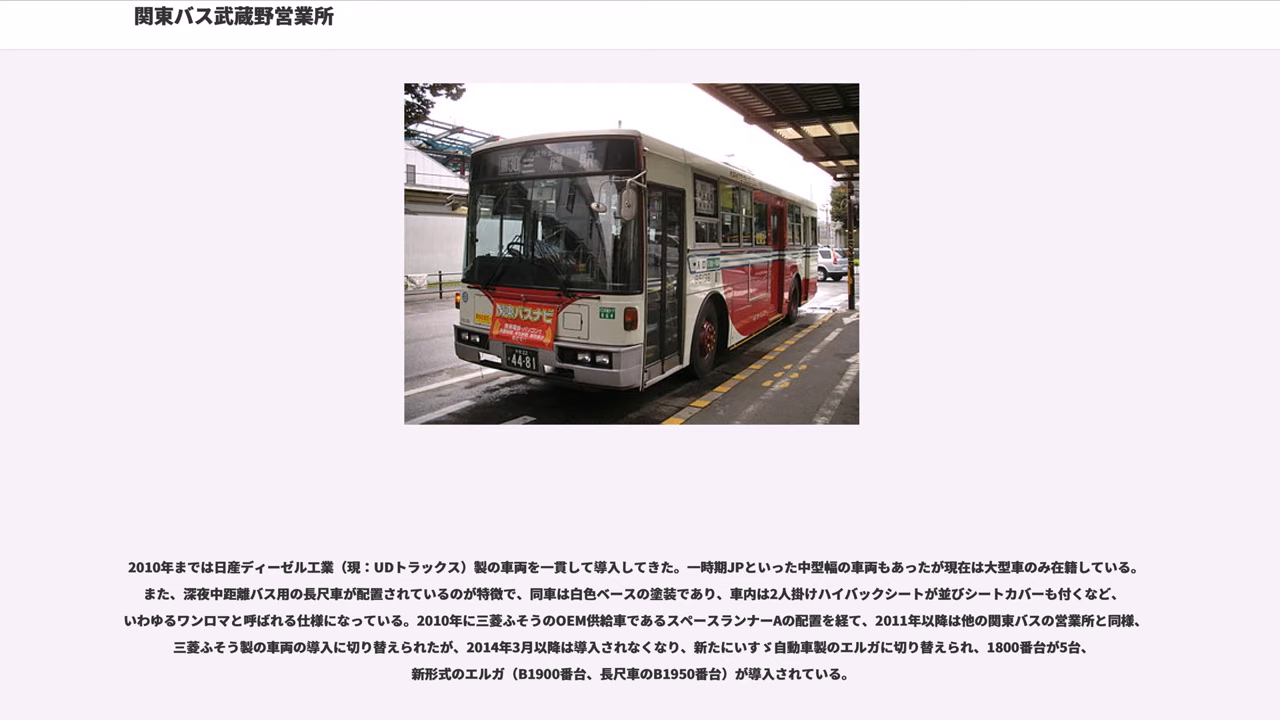 関東バス武蔵野営業所
関東バスナビ
44-81
2010年までは日産ディーゼル工業（現：UDトラックス）製の車両を一貫して導入してきた。一時期JPといった中型幅の車両もあったが現在は大型車のみ在籍している。
また、深夜中距離バス用の長尺車が配置されているのが特徴で、同車は白色ベースの塗装であり、車内は2人掛けハイバックシートが並びシートカバーも付くなど、
いわゆるワンロマと呼ばれる仕様になっている。2010年に三菱ふそうのOEM供給車であるスペースランナーAの配置を経て、2011年以降は他の関東バスの営業所と同様、
三菱ふそう製の車両の導入に切り替えられたが、2014年3月以降は導入されなくなり、新たにいすゞ自動車製のエルガに切り替えられ、1800番台が5台、
新形式のエルガ（B1900番台、長尺車のB1950番台）が導入されている。